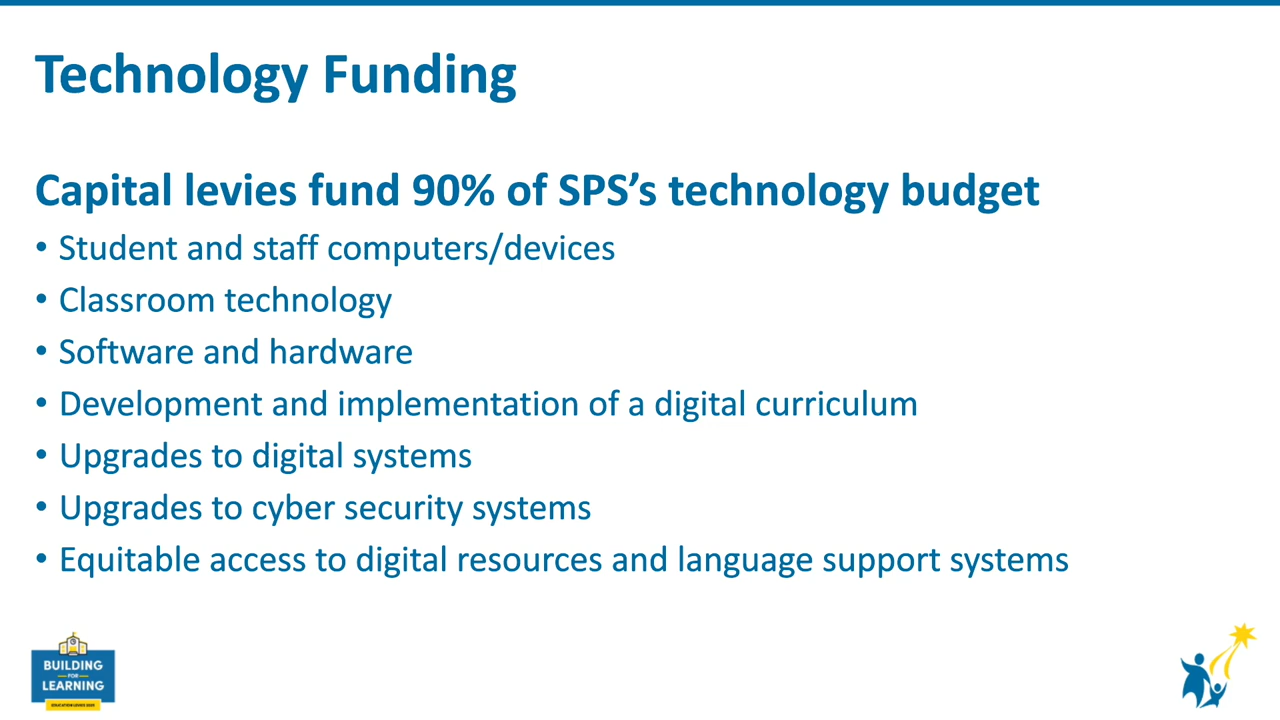 Technology Funding
Capital levies fund 90% of SPS’s technology budget
• Student and staff computers/devices
• Classroom technology
• Software and hardware
• Development and implementation of a digital curriculum
• Upgrades to digital systems
• Upgrades to cyber security systems
• Equitable access to digital resources and language support systems
BUILDING
FOR
LEARNING